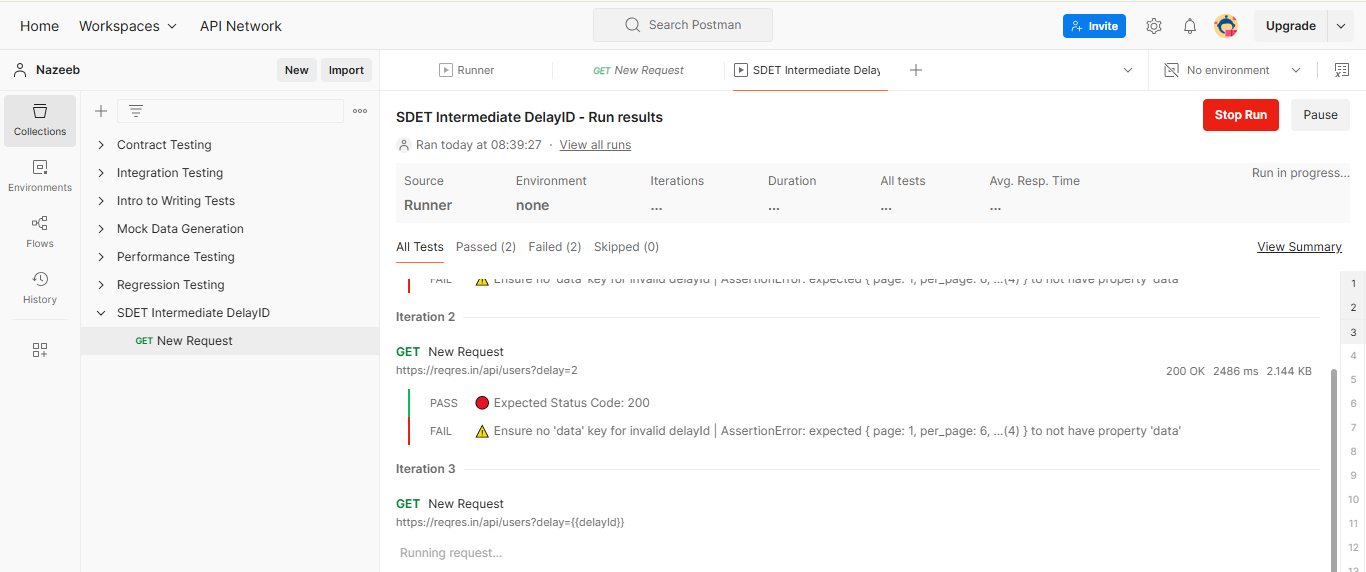 Home Workspaces API Network Search Postman Invite Upgrade
Nazeeb New Import Runner GET New Request SDET Intermediate Delay No environment
Collections
Environments
Flows
History
Contract Testing
Integration Testing
Intro to Writing Tests
Mock Data Generation
Performance Testing
Regression Testing
SDET Intermediate DelayID
GET New Request
SDET Intermediate DelayID - Run results Stop Run Pause
Ran today at 08:39:27 · View all runs
Source Environment Iterations Duration All tests Avg. Resp. Time Run in progress...
Runner none ... ... ... ...
All Tests Passed (2) Failed (2) Skipped (0) View Summary
FAIL Ensure no 'data' key for invalid delayId | AssertionError: expected { page: 1, per_page: 6, …(4) } to not have property 'data'
Iteration 2
GET New Request
https://reqres.in/api/users?delay=2 200 OK 2486 ms 2.144 KB
PASS Expected Status Code: 200
FAIL Ensure no 'data' key for invalid delayId | AssertionError: expected { page: 1, per_page: 6, …(4) } to not have property 'data'
Iteration 3
GET New Request
https://reqres.in/api/users?delay={{delayId}}
Running request...
1
2
3
4
5
6
7
8
9
10
11
12
13